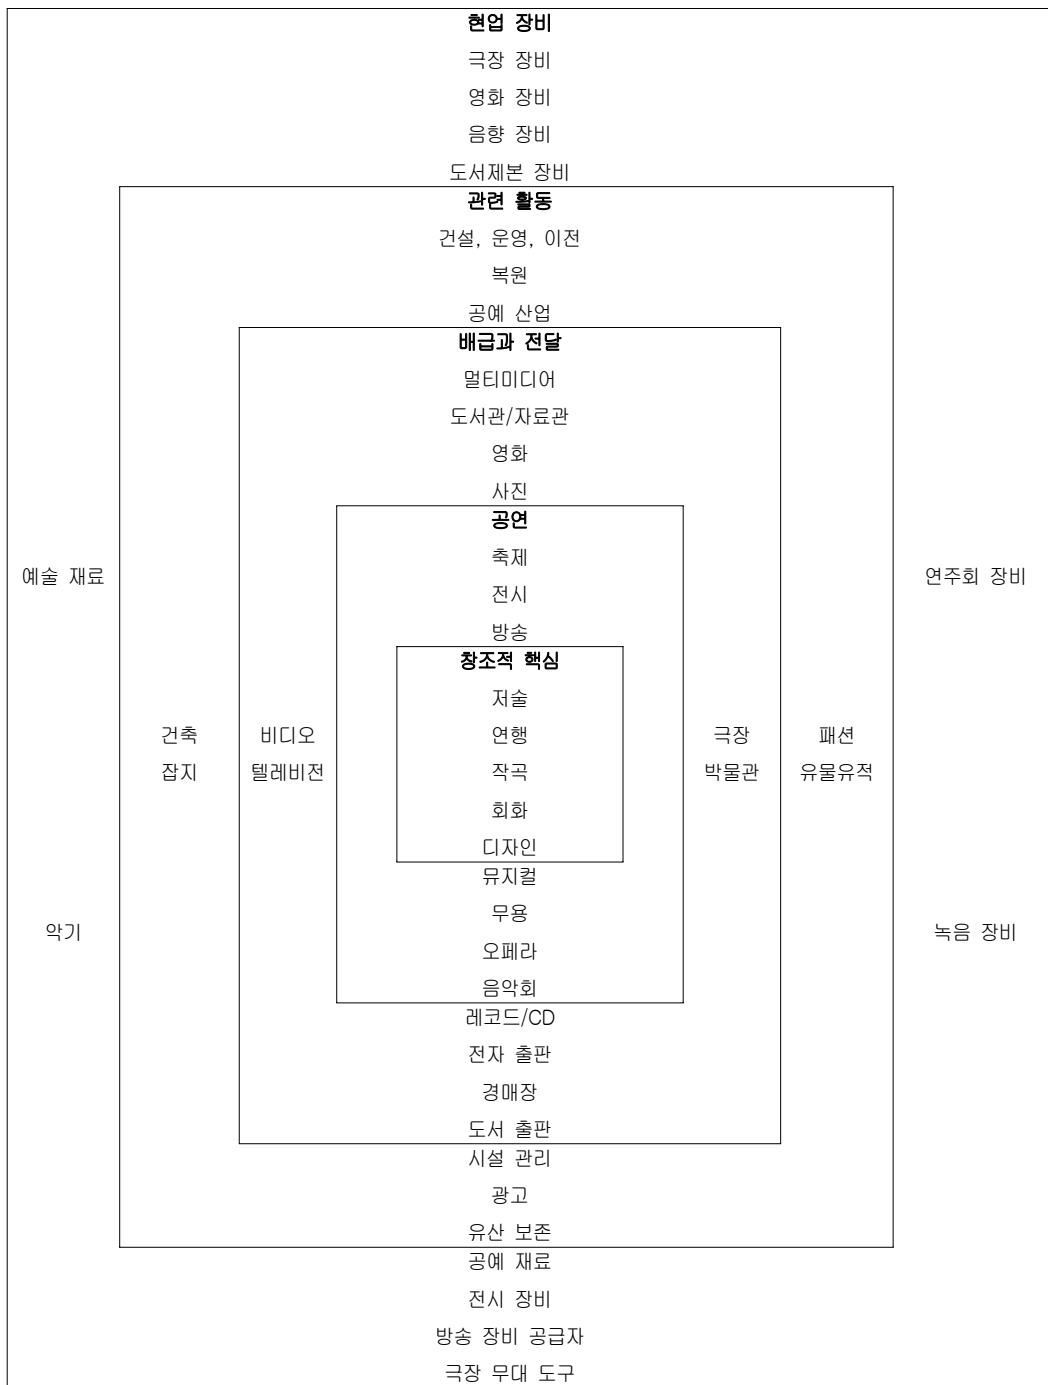 현업 장비
극장 장비
영화 장비
음향 장비
도서제본 장비
관련 활동
건설, 운영, 이전
복원
공예 산업
배급과 전달
멀티미디어
도서관/자료관
영화
사진
공연
축제
예술 재료
연주회 장비
전시
방송
창조적 핵심
저술
건축
비디오
연행
극장
패션
잡지
텔레비전
작곡
박물관
유물유적
회화
디자인
뮤지컬
무용
악기
녹음 장비
오페라
음악회
레코드/CD
전자 출판
경매장
도서 출판
시설 관리
광고
유산 보존
공예 재료
전시 장비
방송 장비 공급자
극장 무대 도구